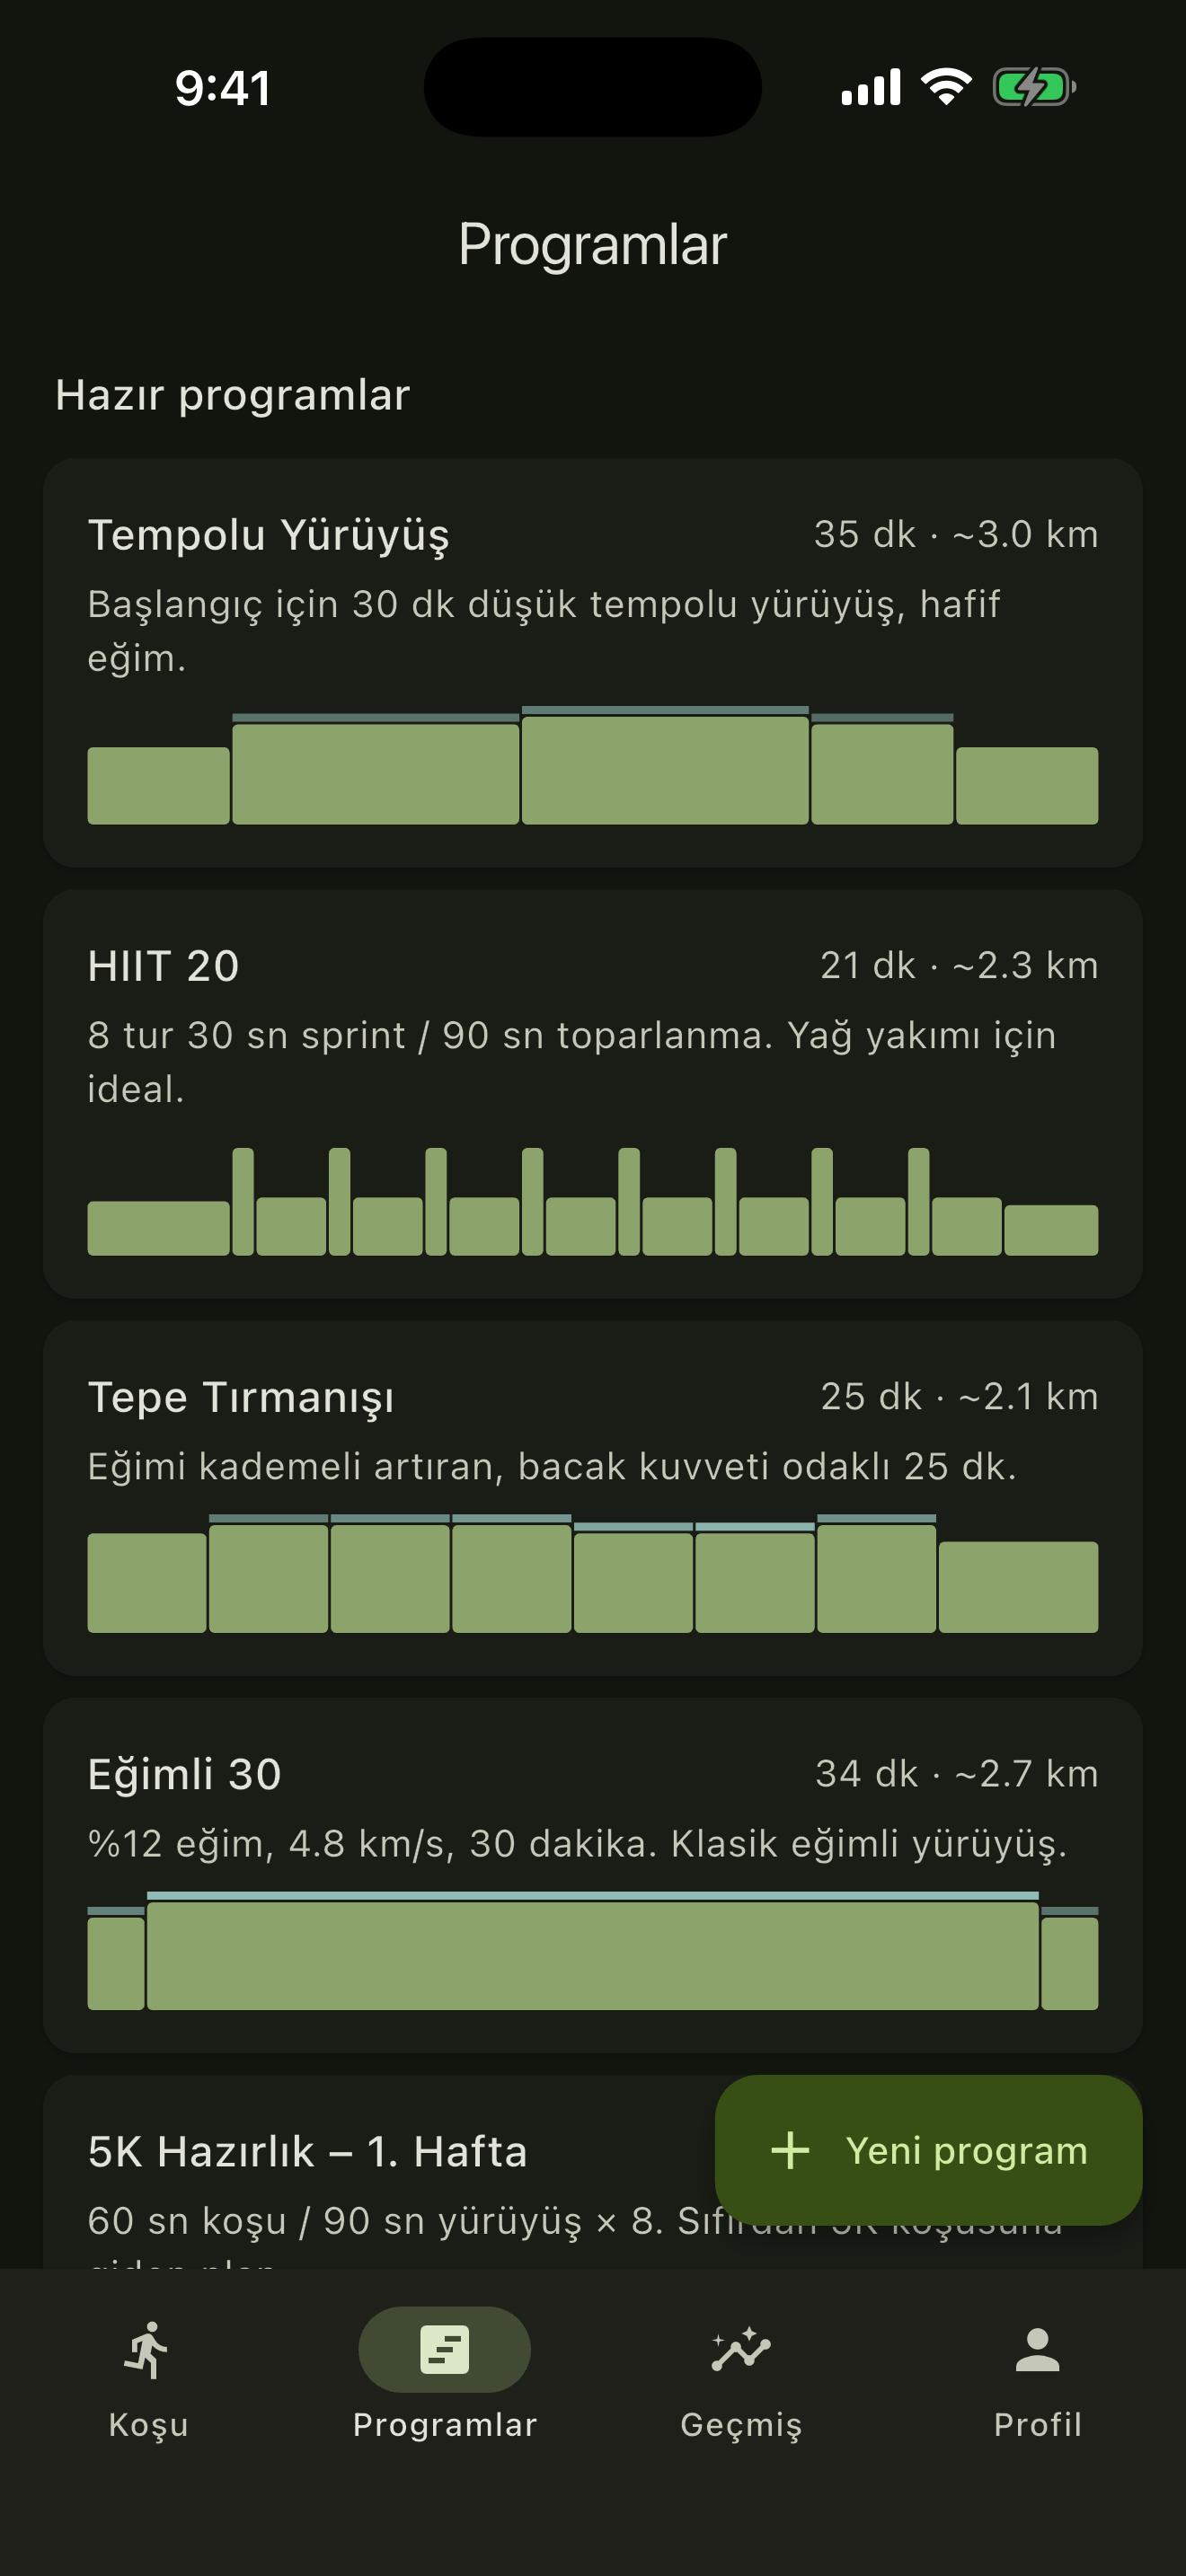 9:41
Programlar
Hazır programlar
Tempolu Yürüyüş
35 dk · ~3.0 km
Başlangıç için 30 dk düşük tempolu yürüyüş, hafif
eğim.
HIIT 20
21 dk · ~2.3 km
8 tur 30 sn sprint / 90 sn toparlanma. Yağ yakımı için
ideal.
Tepe Tırmanışı
25 dk · ~2.1 km
Eğimi kademeli artıran, bacak kuvveti odaklı 25 dk.
Eğimli 30
34 dk · ~2.7 km
%12 eğim, 4.8 km/s, 30 dakika. Klasik eğimli yürüyüş.
5K Hazırlık – 1. Hafta
Yeni program
60 sn koşu / 90 sn yürüyüş × 8. Sıfırdan 5K koşusuna
Koşu
Programlar
Geçmiş
Profil